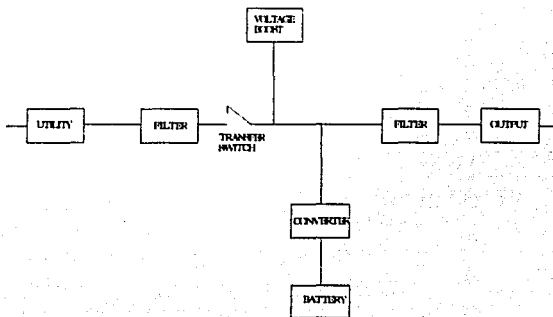 VOLTAGE
BOOST
UTILITY
FILTER
TRANSFER
SWITCH
FILTER
OUTPUT
CONVERTER
BATTERY